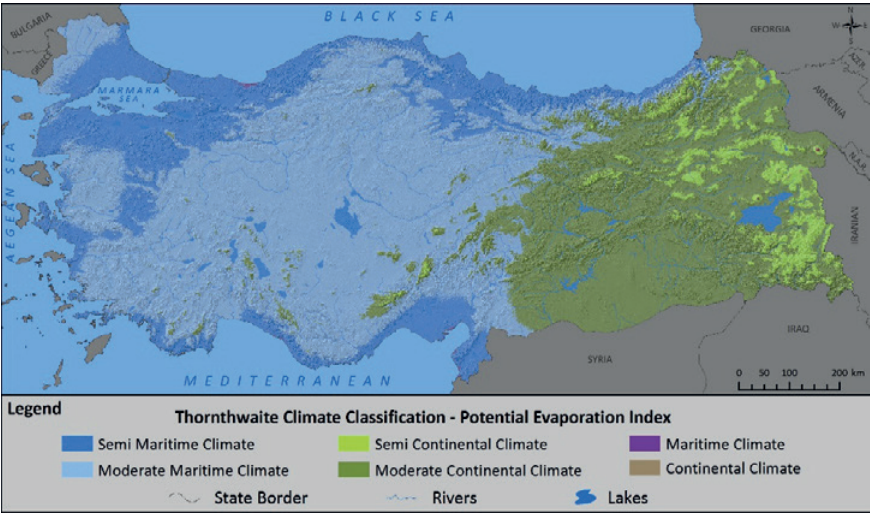 BLACK SEA
BULGARIA
GREECE
MARMARA
SEA
AEGEAN SEA
MEDITERRANEAN
GEORGIA
AZER.
ARMENIA
NAR.
IRANIAN
IRAQ
SYRIA
N
W E
S
0 50 100 200 km
Legend
Thornthwaite Climate Classification - Potential Evaporation Index
Semi Maritime Climate
Semi Continental Climate
Maritime Climate
Moderate Maritime Climate
Moderate Continental Climate
Continental Climate
State Border
Rivers
Lakes